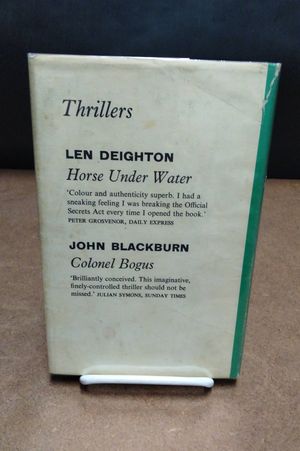 Thrillers
LEN DEIGHTON
Horse Under Water
'Colour and authenticity superb. I had a
sneaking feeling I was breaking the Official
Secrets Act every time I opened the book.'
PETER GROSVENOR, DAILY EXPRESS
JOHN BLACKBURN
Colonel Bogus
'Brilliantly conceived. This imaginative,
finely-controlled thriller should not be
missed.' JULIAN SYMONS, SUNDAY TIMES